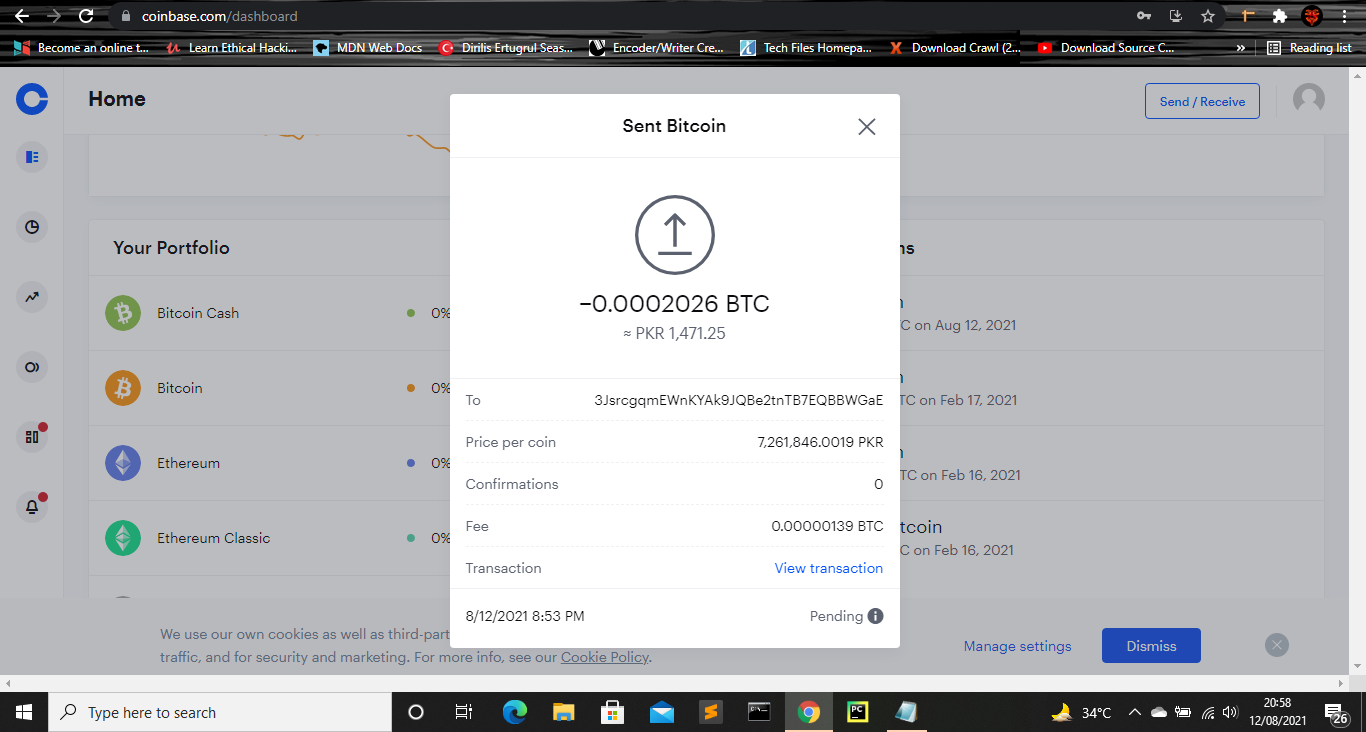 coinbase.com/dashboard
Become an online t...
Learn Ethical Hacki...
MDN Web Docs
Dirilis Ertugrul Seas...
Encoder/Writer Cre...
Tech Files Homepa...
Download Crawl (2...
Download Source C...
»
Reading list
Home
Send / Receive
Sent Bitcoin
−0.0002026 BTC
≈ PKR 1,471.25
To 3JsrcgqmEWnKYAk9JQBe2tnTB7EQBBWGaE
Price per coin 7,261,846.0019 PKR
Confirmations 0
Fee 0.00000139 BTC
Transaction View transaction
8/12/2021 8:53 PM Pending
Your Portfolio
Bitcoin Cash 0%
Bitcoin 0%
Ethereum 0%
Ethereum Classic 0%
ns
n
C on Aug 12, 2021
n
TC on Feb 17, 2021
n
TC on Feb 16, 2021
tcoin
C on Feb 16, 2021
We use our own cookies as well as third-part
traffic, and for security and marketing. For more info, see our Cookie Policy.
Manage settings
Dismiss
Type here to search
PC
34°C
20:58
12/08/2021
26